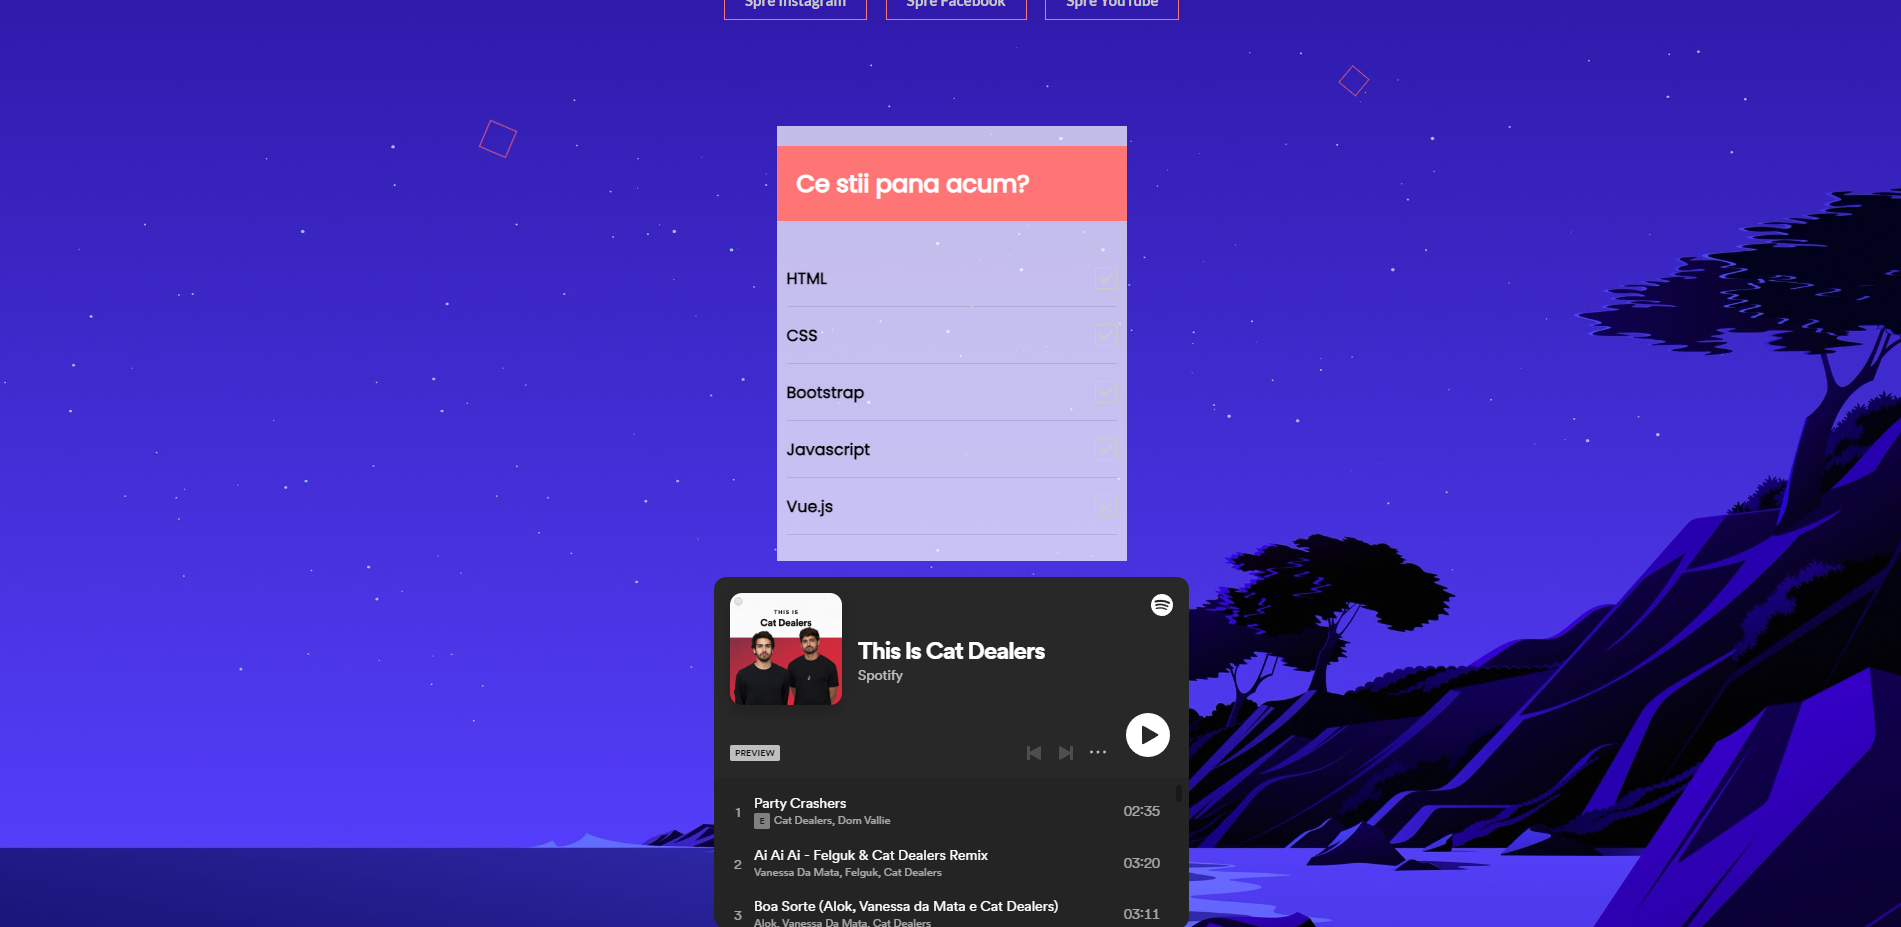 Spre Instagram
Spre Facebook
Spre YouTube
Ce stii pana acum?
HTML
CSS
Bootstrap
Javascript
Vue.js
THIS IS
Cat Dealers
This Is Cat Dealers
Spotify
PREVIEW
1
Party Crashers
02:35
E Cat Dealers, Dom Vallie
2
Ai Ai Ai - Felguk & Cat Dealers Remix
03:20
Vanessa Da Mata, Felguk, Cat Dealers
3
Boa Sorte (Alok, Vanessa da Mata e Cat Dealers)
03:11
Alok, Vanessa Da Mata, Cat Dealers